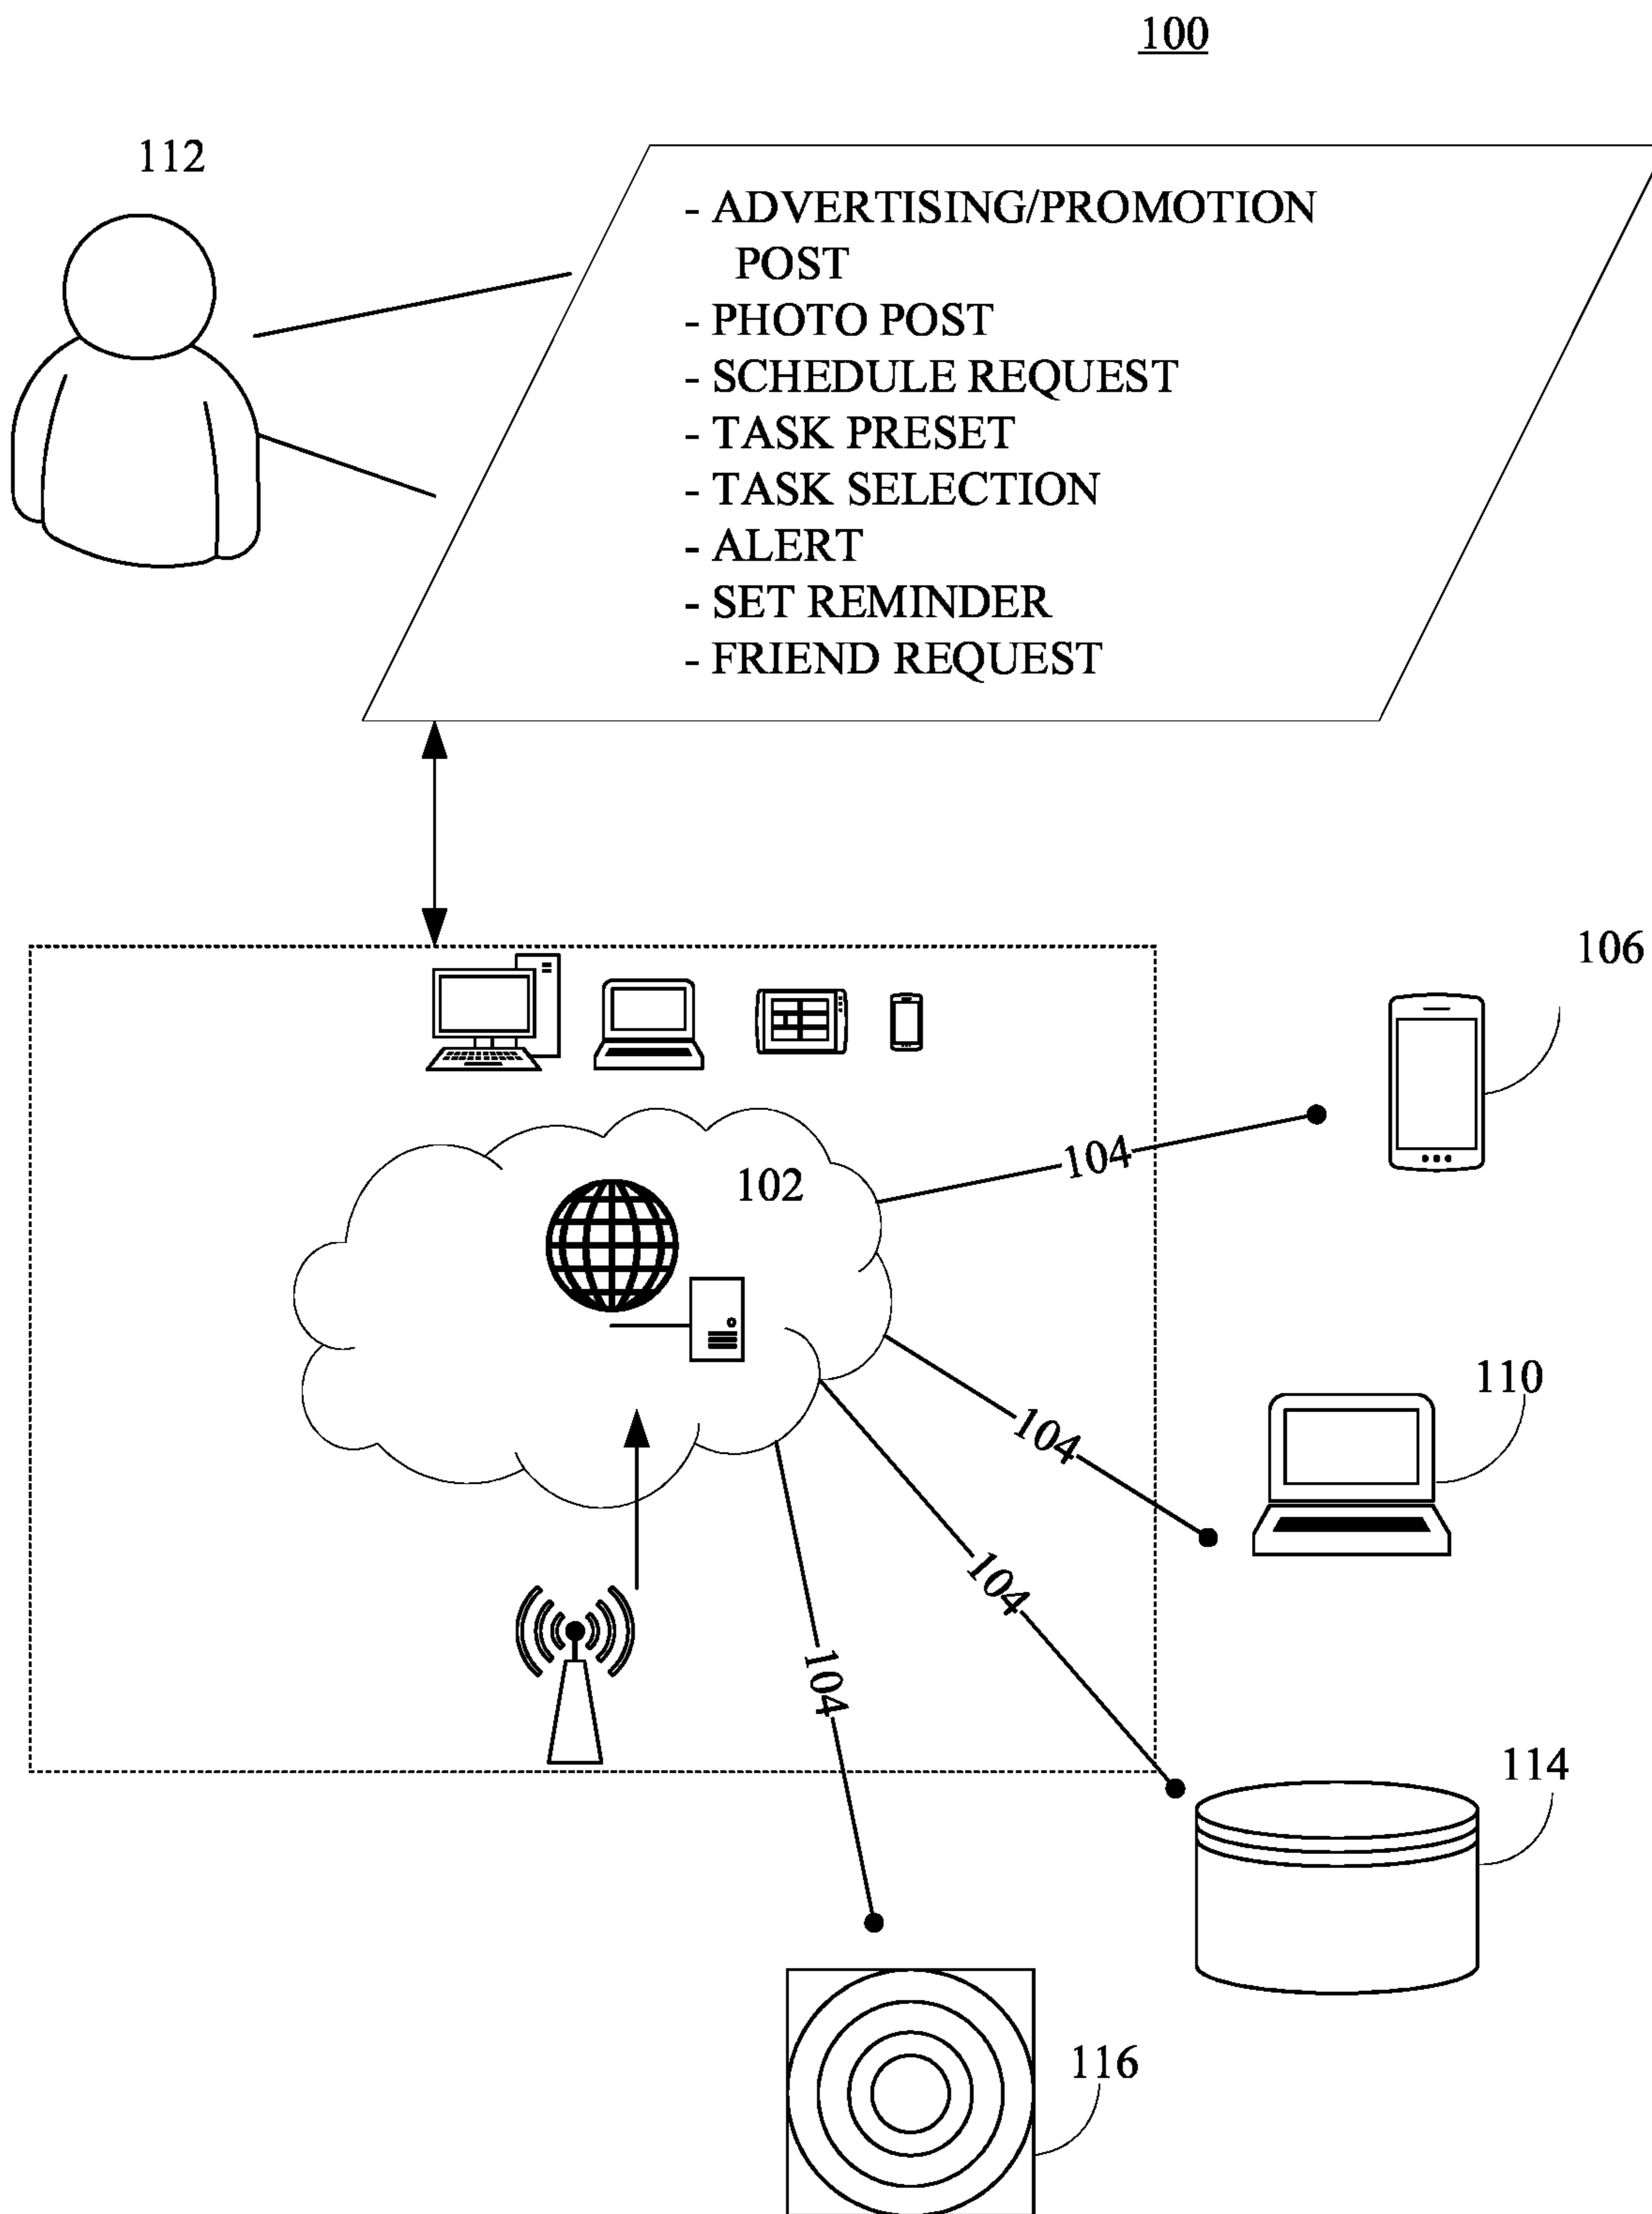 100
112
- ADVERTISING/PROMOTION
POST
- PHOTO POST
- SCHEDULE REQUEST
- TASK PRESET
- TASK SELECTION
- ALERT
- SET REMINDER
- FRIEND REQUEST
106
104
102
110
104
104
104
114
116